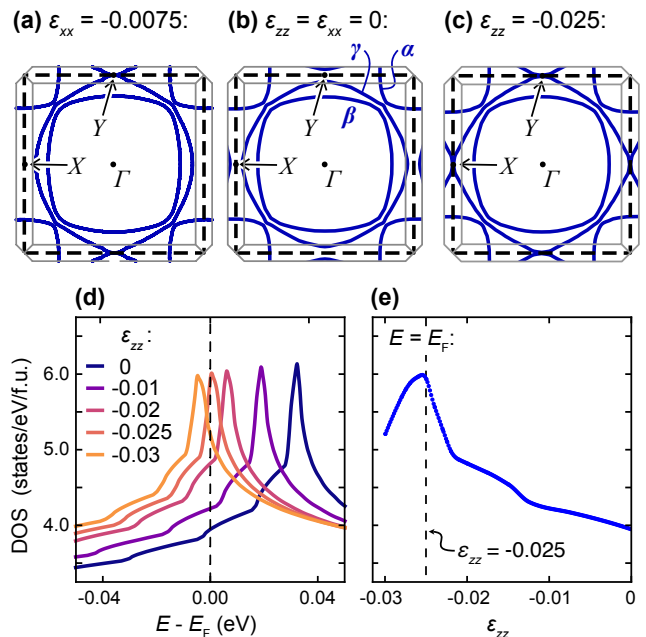 (a) εxx = -0.0075:
(b) εzz = εxx = 0:
(c) εzz = -0.025:
Y
X
Γ
γ
α
β
Y
X
Γ
Y
X
Γ
(d)
εzz:
0
-0.01
-0.02
-0.025
-0.03
6.0
5.0
4.0
DOS (states/eV/f.u.)
-0.04
0.00
0.04
E - EF (eV)
(e)
E = EF:
εzz = -0.025
-0.03
-0.02
-0.01
0
εzz